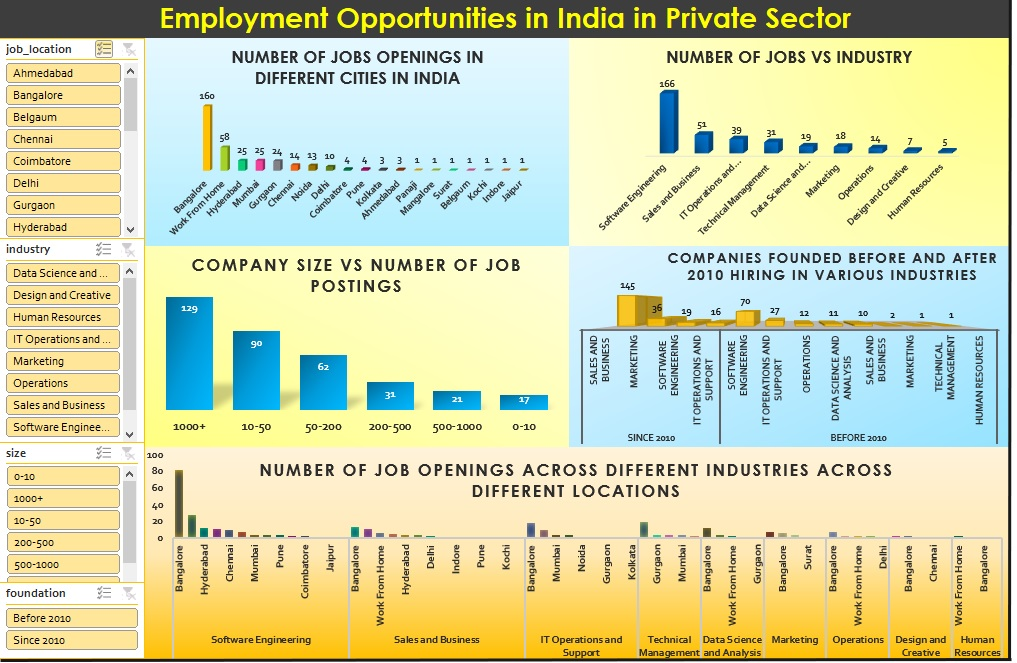 Employment Opportunities in India in Private Sector
job_location
Ahmedabad
Bangalore
Belgaum
Chennai
Coimbatore
Delhi
Gurgaon
Hyderabad
industry
Data Science and ...
Design and Creative
Human Resources
IT Operations and ...
Marketing
Operations
Sales and Business
Software Enginee...
size
0-10
1000+
10-50
200-500
500-1000
foundation
Before 2010
Since 2010
NUMBER OF JOBS OPENINGS IN
DIFFERENT CITIES IN INDIA
160
58
25
25
24
14
13
10
4
4
3
3
1
1
1
1
1
1
1
Bangalore
Work From Home
Hyderabad
Mumbai
Gurgaon
Chennai
Noida
Delhi
Coimbatore
Pune
Kolkata
Ahmedabad
Panaji
Mangalore
Surat
Belgaum
Kochi
Indore
Jaipur
NUMBER OF JOBS VS INDUSTRY
166
51
39
31
19
18
14
7
5
Software Engineering
Sales and Business
IT Operations and...
Technical Management
Data Science and...
Marketing
Operations
Design and Creative
Human Resources
COMPANY SIZE VS NUMBER OF JOB
POSTINGS
129
90
62
31
21
17
1000+
10-50
50-200
200-500
500-1000
0-10
COMPANIES FOUNDED BEFORE AND AFTER
2010 HIRING IN VARIOUS INDUSTRIES
145
36
19
16
70
27
12
11
10
2
1
1
SALES AND
BUSINESS
MARKETING
SOFTWARE
ENGINEERING
IT OPERATIONS AND
SUPPORT
SOFTWARE
ENGINEERING
IT OPERATIONS AND
SUPPORT
OPERATIONS
DATA SCIENCE AND
ANALYSIS
SALES AND
BUSINESS
MARKETING
TECHNICAL
MANAGEMENT
HUMAN RESOURCES
SINCE 2010
BEFORE 2010
NUMBER OF JOB OPENINGS ACROSS DIFFERENT INDUSTRIES ACROSS
DIFFERENT LOCATIONS
100
80
60
40
20
0
Bangalore
Hyderabad
Chennai
Mumbai
Pune
Coimbatore
Jaipur
Bangalore
Work From Home
Hyderabad
Delhi
Indore
Pune
Kochi
Bangalore
Mumbai
Noida
Gurgaon
Kolkata
Bangalore
Gurgaon
Mumbai
Bangalore
Work From Home
Gurgaon
Bangalore
Surat
Bangalore
Work From Home
Delhi
Bangalore
Chennai
Work From Home
Bangalore
Software Engineering
Sales and Business
IT Operations and
Support
Technical
Management
Data Science
and Analysis
Marketing
Operations
Design and
Creative
Human
Resources